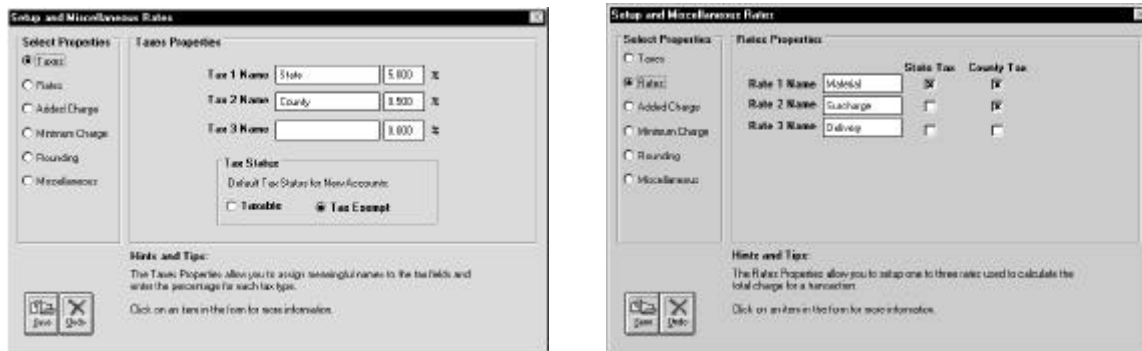 Setup and Miscellaneous Rates
Select Properties
Taxes
Rates
Added Charge
Minimum Charge
Rounding
Miscellaneous
Taxes Properties
Tax 1 Name State 5.000 %
Tax 2 Name County 0.500 %
Tax 3 Name 0.000 %
Tax Status
Default Tax Status for New Accounts
Taxable Tax Exempt
Hints and Tips:
The Taxes Properties allow you to assign meaningful names to the tax fields and
enter the percentage for each tax type.
Click on an item in the form for more information.
Save Undo
Setup and Miscellaneous Rates
Select Properties
Taxes
Rates
Added Charge
Minimum Charge
Rounding
Miscellaneous
Rates Properties
State Tax County Tax
Rate 1 Name Material
Rate 2 Name Surcharge
Rate 3 Name Delivery
Hints and Tips:
The Rates Properties allow you to setup one to three rates used to calculate the
total charge for a transaction.
Click on an item in the form for more information.
Save Undo